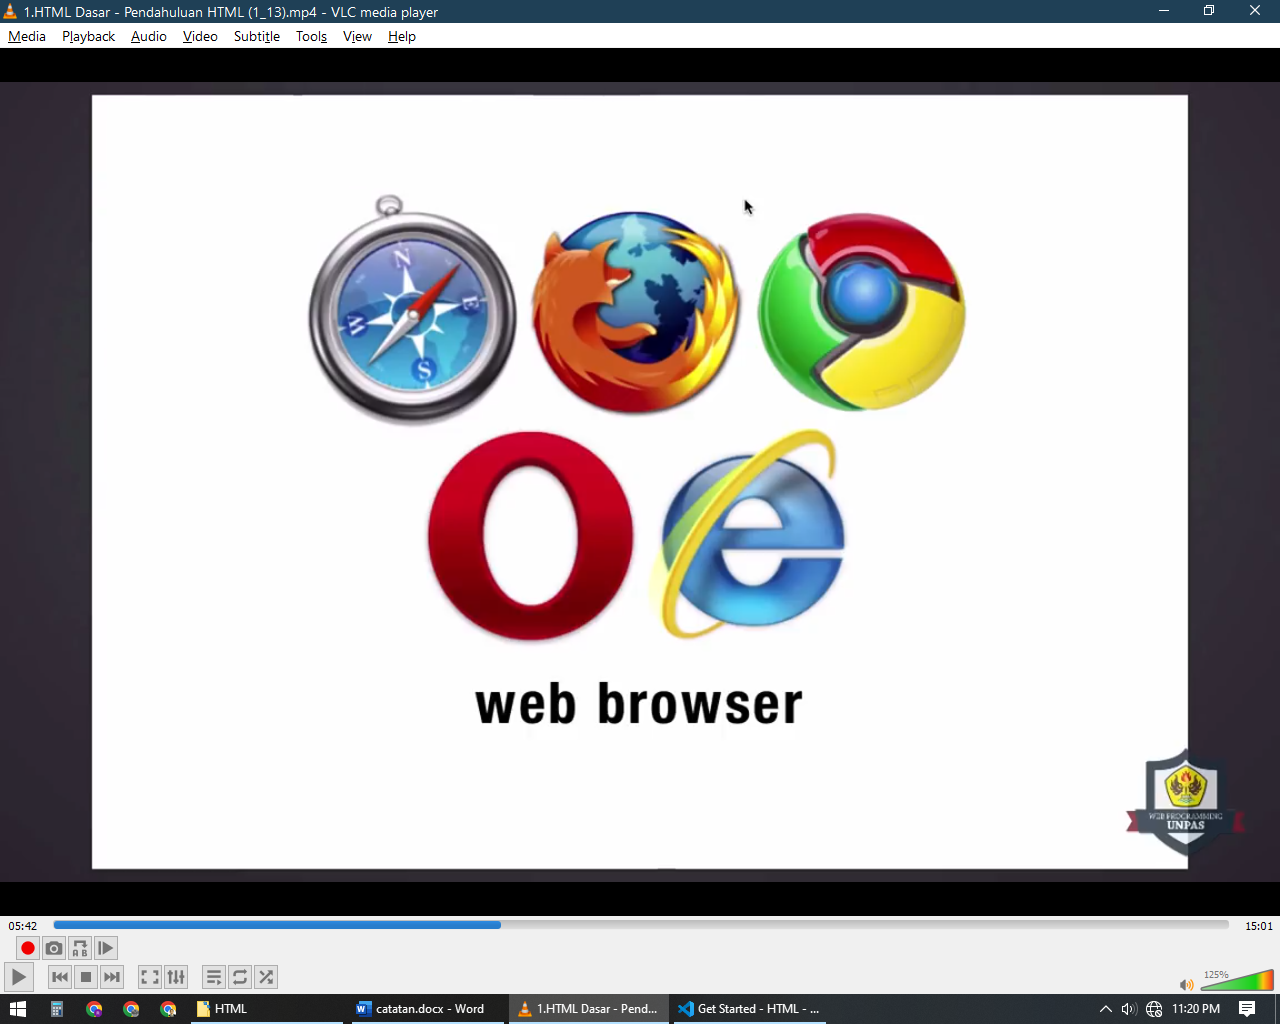 1.HTML Dasar - Pendahuluan HTML (1_13).mp4 - VLC media player
Media Playback Audio Video Subtitle Tools View Help
N
E
W
S
web browser
WEB PROGRAMMING
UNPAS
05:42
15:01
A B
125%
HTML
catatan.docx - Word
1.HTML Dasar - Pend...
Get Started - HTML - ...
11:20 PM